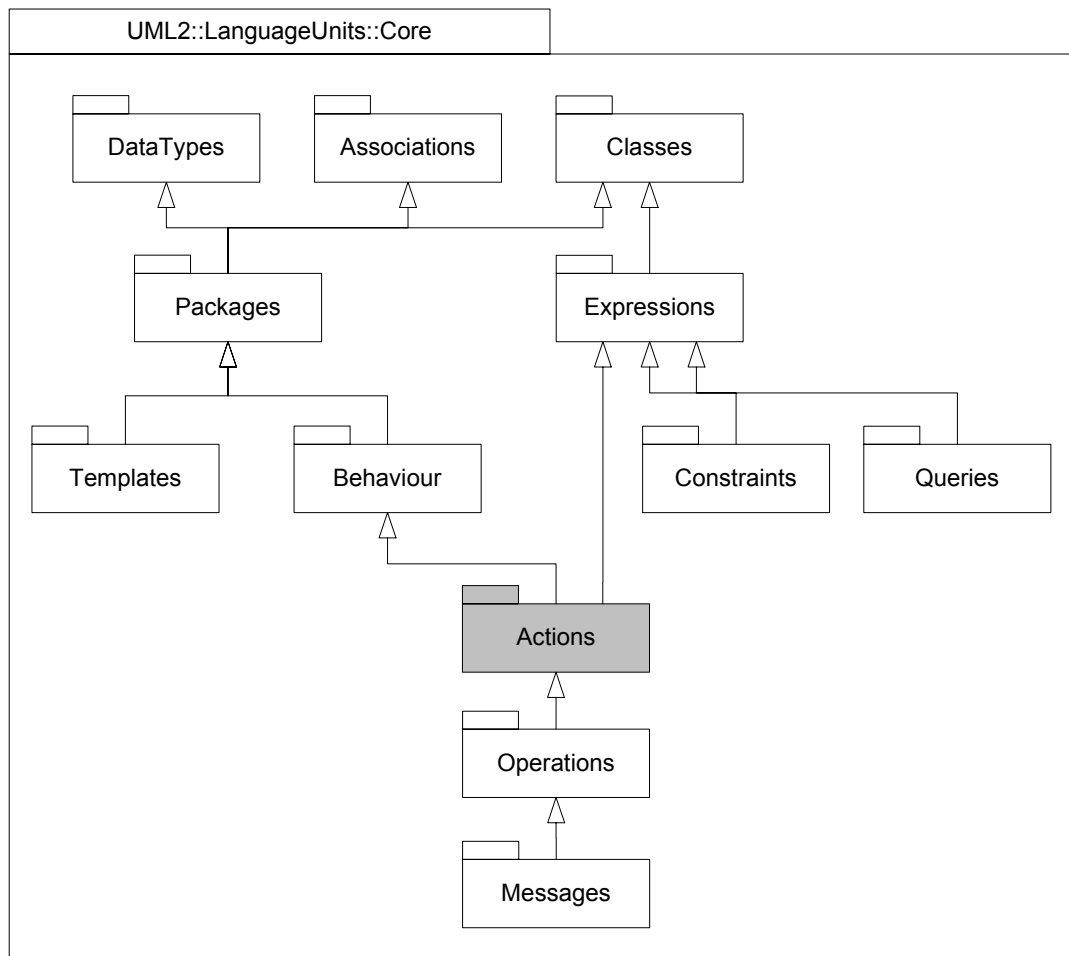 UML2::LanguageUnits::Core
DataTypes
Associations
Classes
Packages
Expressions
Templates
Behaviour
Constraints
Queries
Actions
Operations
Messages